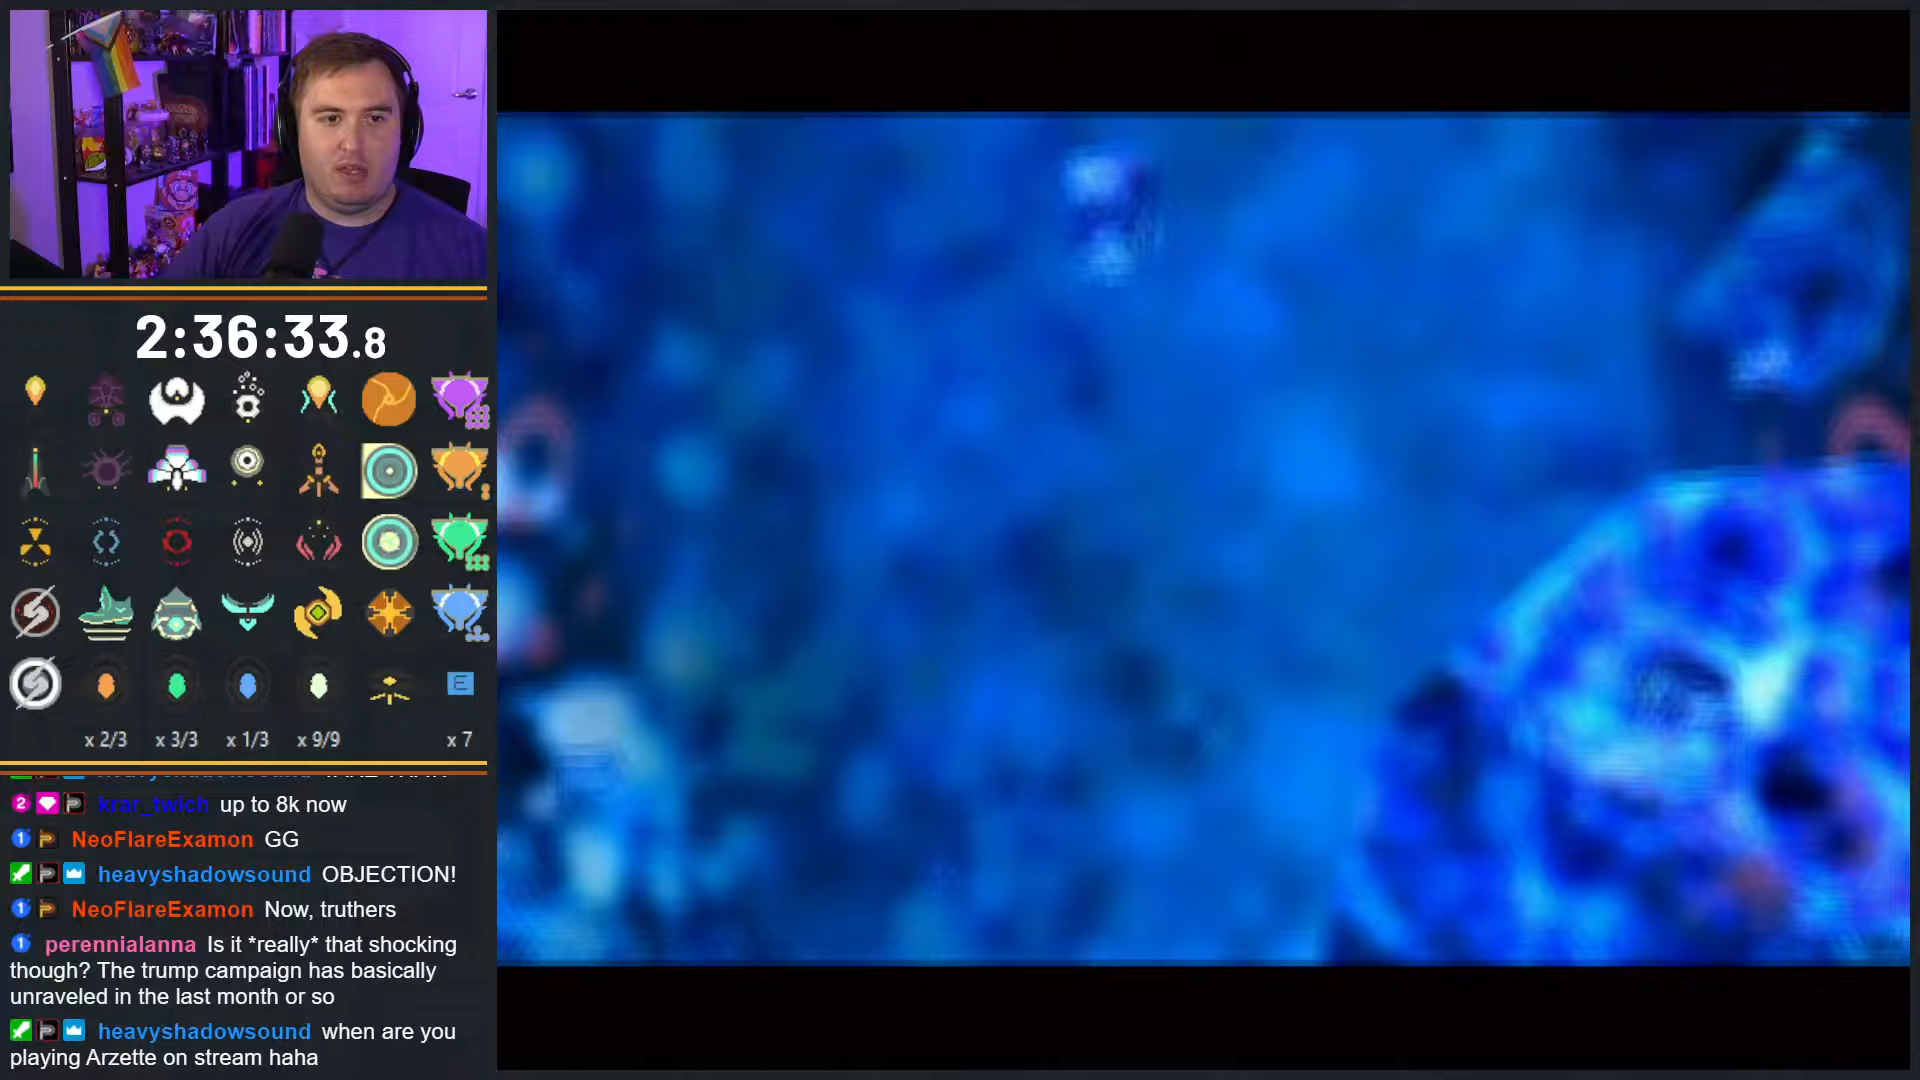 2:36:33.8
E
x 2/3 x 3/3 x 1/3 x 9/9 x 7
krar_twich up to 8k now
NeoFlareExamon GG
heavyshadowsound OBJECTION!
NeoFlareExamon Now, truthers
perennialanna Is it *really* that shocking
though? The trump campaign has basically
unraveled in the last month or so
heavyshadowsound when are you
playing Arzette on stream haha